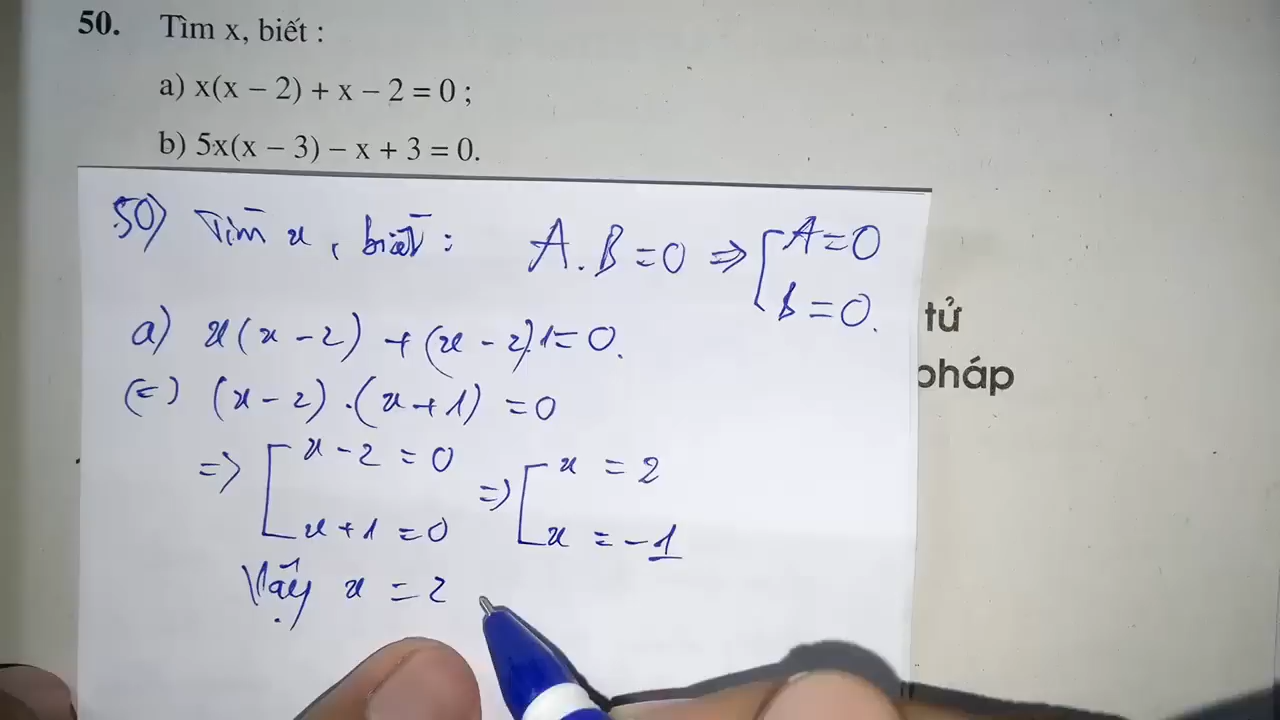 50. Tìm x, biết :
a) x(x − 2) + x − 2 = 0 ;
b) 5x(x − 3) − x + 3 = 0.
50) Tìm x, biết : A.B=0 => [A=0
B=0.
tử
a) x(x − 2) + (x − 2).1=0.
pháp
(=) (x−2).(x+1) =0
=> [x−2=0 => [x = 2
x+1=0 x = −1
Vậy x = 2